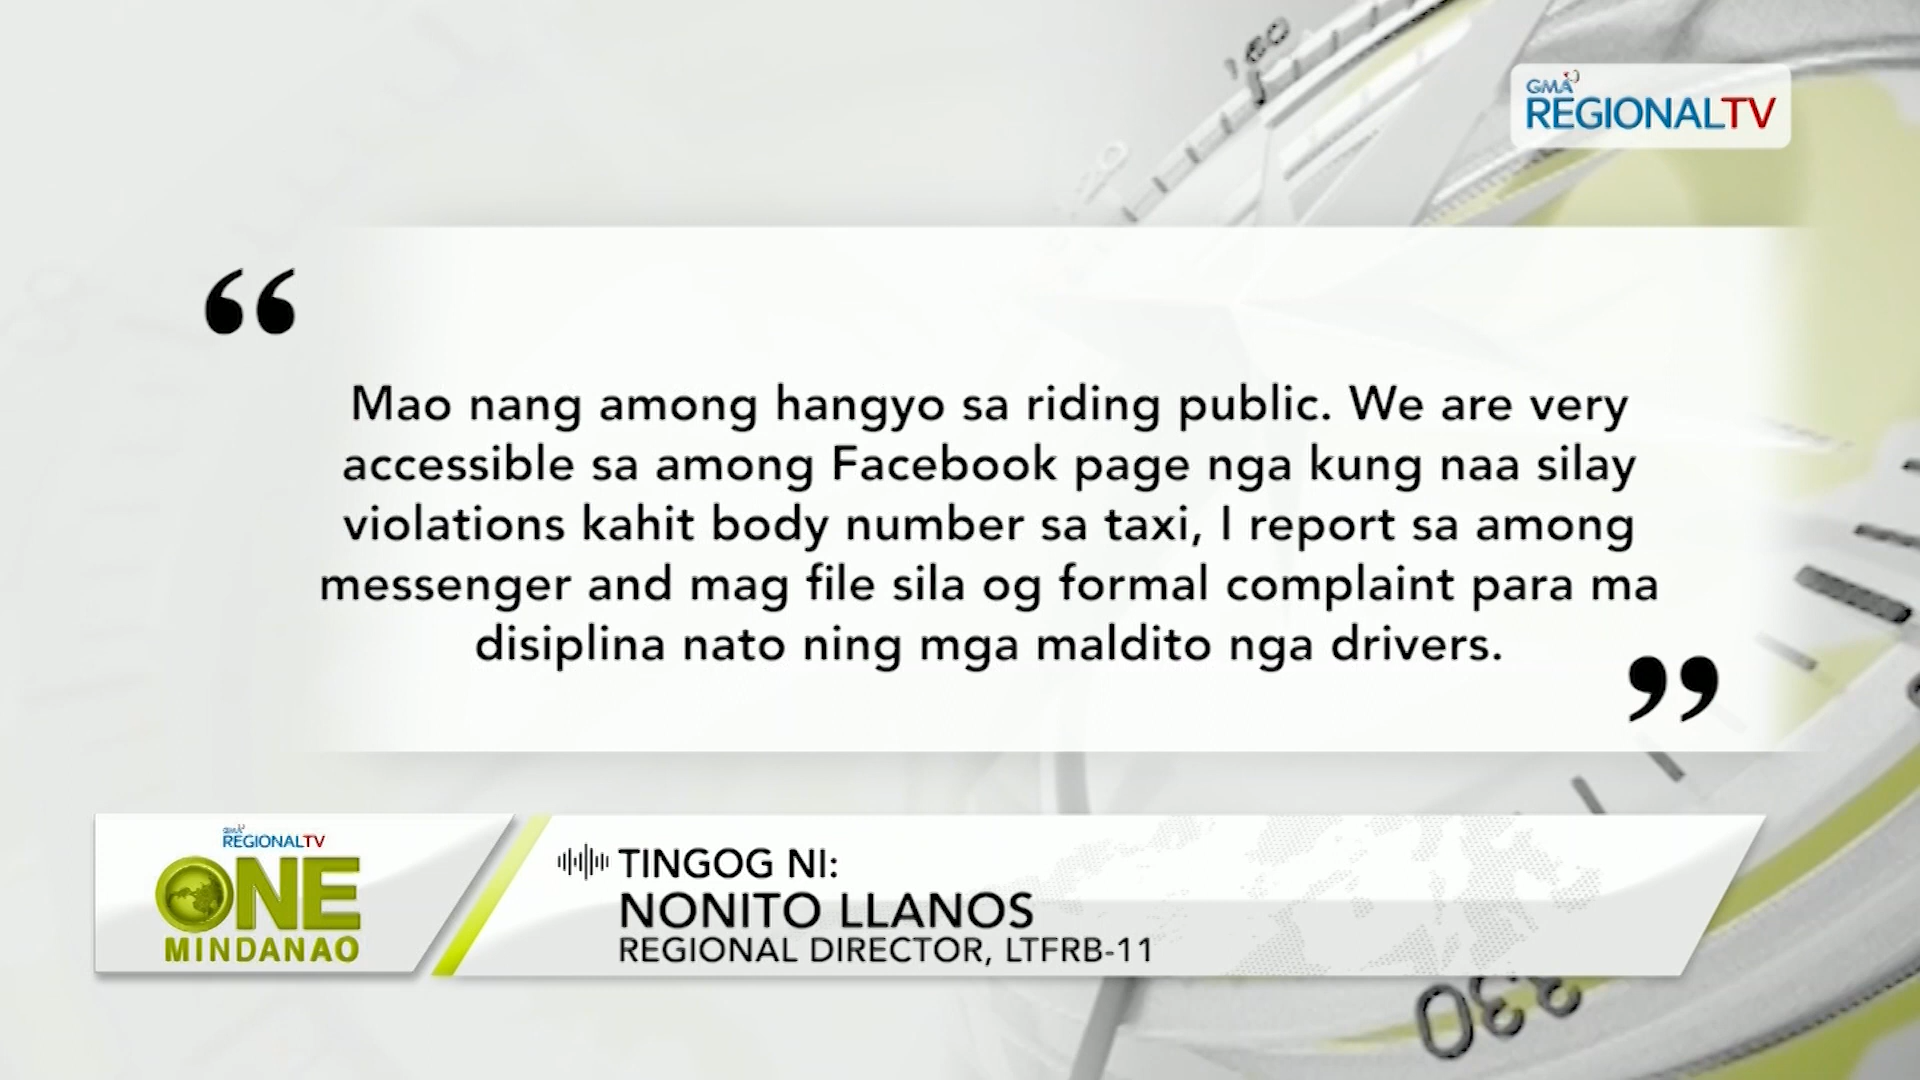 GMA
REGIONALTV
“
Mao nang among hangyo sa riding public. We are very
accessible sa among Facebook page nga kung naa silay
violations kahit body number sa taxi, I report sa among
messenger and mag file sila og formal complaint para ma
disiplina nato ning mga maldito nga drivers.
”
GMA
REGIONALTV
ONE
MINDANAO
TINGOG NI:
NONITO LLANOS
REGIONAL DIRECTOR, LTFRB-11
330